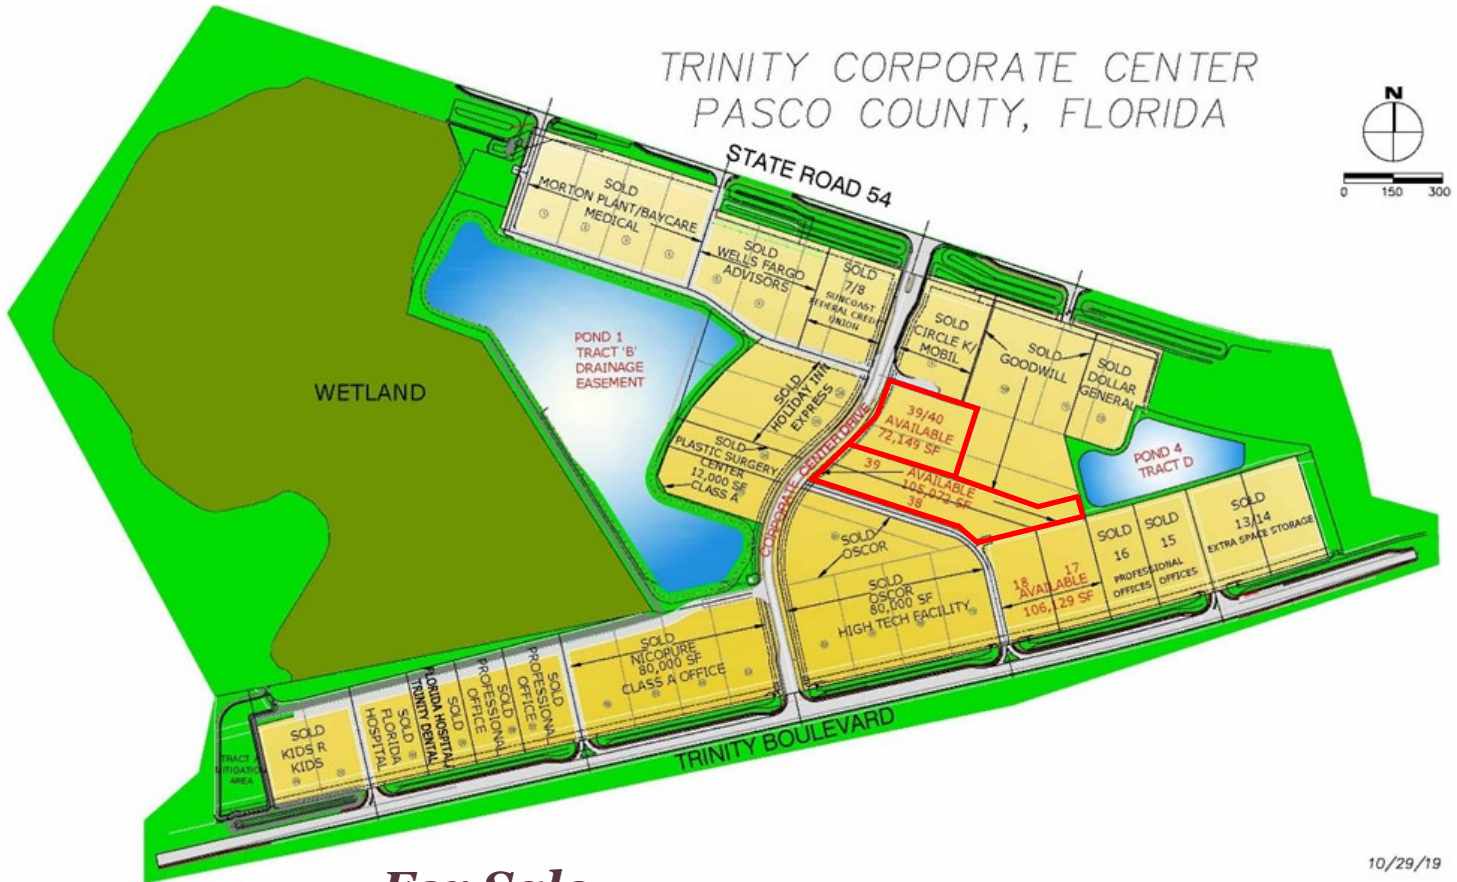 TRINITY CORPORATE CENTER
PASCO COUNTY, FLORIDA
N
0 150 300
STATE ROAD 54
SOLD
MORTON PLANT/BAYCARE
MEDICAL
SOLD
WELLS FARGO
ADVISORS
SOLD
7/8
SUNCOAST
FEDERAL CREDIT
UNION
SOLD
CIRCLE K/
MOBIL
SOLD
GOODWILL
SOLD
DOLLAR
GENERAL
POND 1
TRACT 'B'
DRAINAGE
EASEMENT
WETLAND
SOLD
HOLIDAY INN
EXPRESS
SOLD
PLASTIC SURGERY
CENTER
12,000 SF
CLASS A
CORPORATE CENTER DRIVE
39/40
AVAILABLE
72,149 SF
39
AVAILABLE
105,072 SF
38
POND 4
TRACT D
SOLD
OSCOR
SOLD
OSCOR
80,000 SF
HIGH TECH FACILITY
18 17
AVAILABLE
106,129 SF
SOLD
16
PROFESSIONAL
OFFICES
SOLD
15
OFFICES
SOLD
13/14
EXTRA SPACE STORAGE
SOLD
NICOPURE
80,000 SF
CLASS A OFFICE
SOLD
PROFESSIONAL
OFFICE
SOLD
PROFESSIONAL
OFFICE
SOLD
FLORIDA HOSPITAL/
TRINITY DENTAL
SOLD
FLORIDA
HOSPITAL
SOLD
KIDS R
KIDS
TRACT A
MITIGATION
AREA
TRINITY BOULEVARD
10/29/19
For Sale